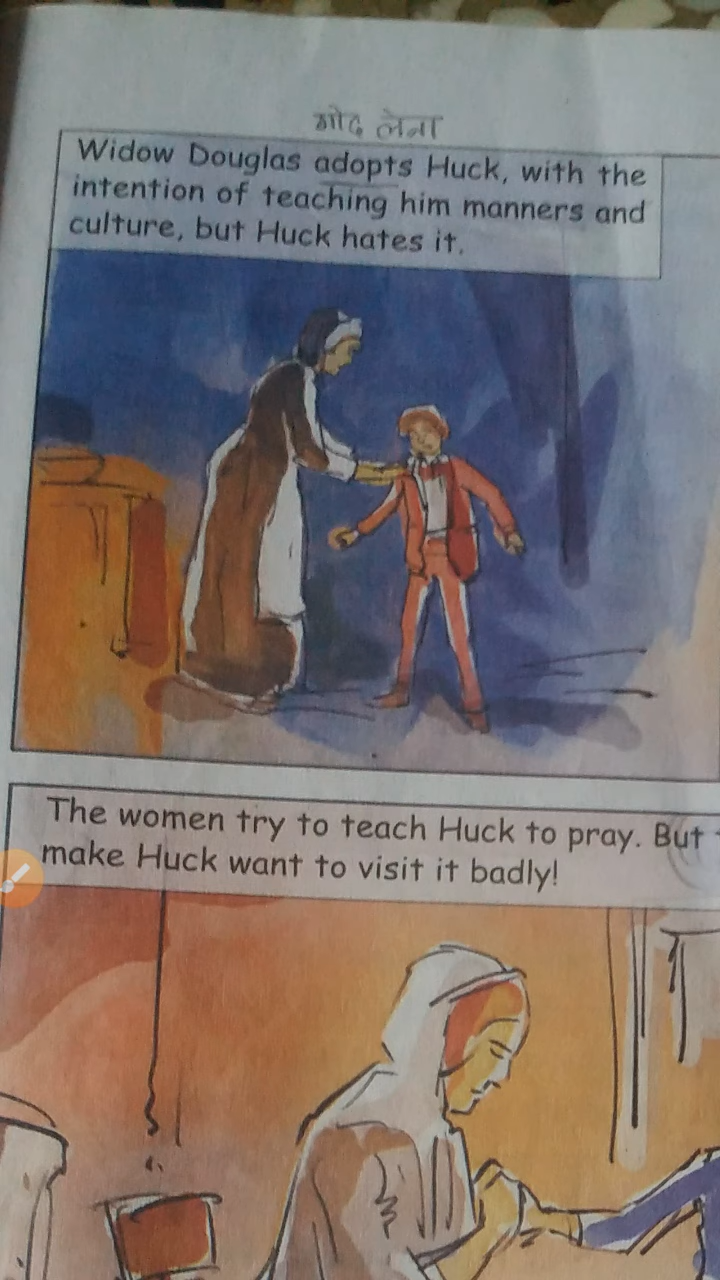 गोद लेना
Widow Douglas adopts Huck, with the
intention of teaching him manners and
culture, but Huck hates it.
The women try to teach Huck to pray. But
make Huck want to visit it badly!